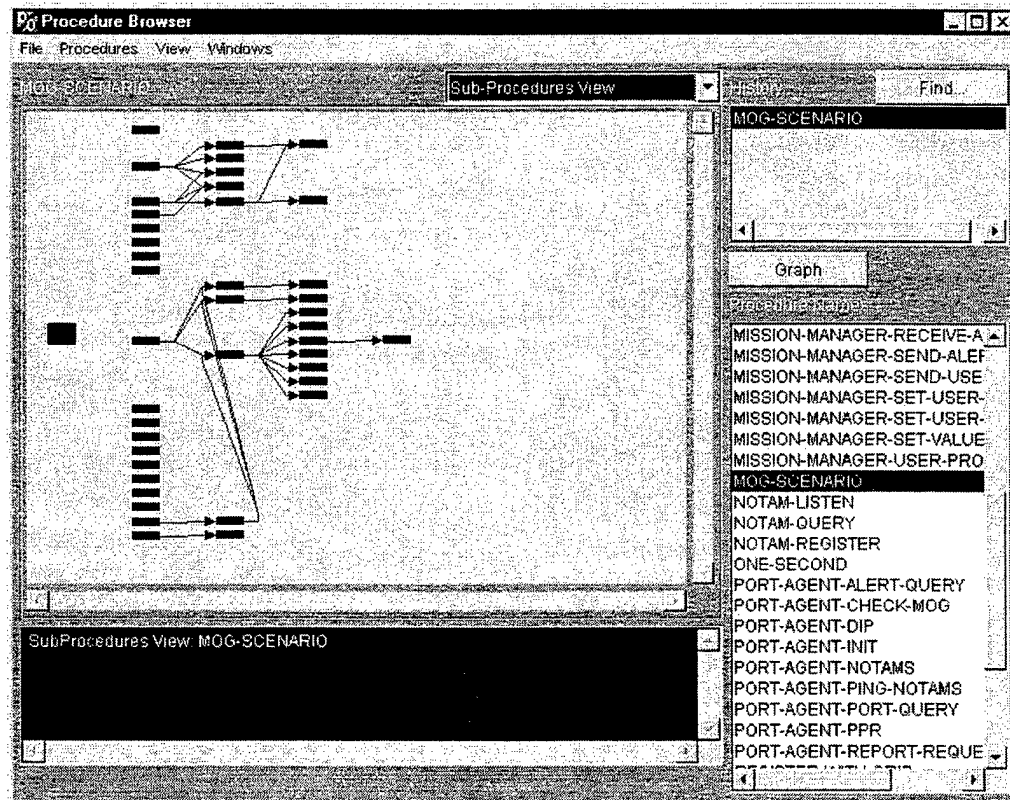 Procedure Browser
File Procedures View Windows
MOG-SCENARIO
Sub-Procedures View
History
Find...
MOG-SCENARIO
Graph
Procedure Name
MISSION-MANAGER-RECEIVE-A
MISSION-MANAGER-SEND-ALER
MISSION-MANAGER-SEND-USE
MISSION-MANAGER-SET-USER-
MISSION-MANAGER-SET-USER-
MISSION-MANAGER-SET-VALUE
MISSION-MANAGER-USER-PRO
MOG-SCENARIO
NOTAM-LISTEN
NOTAM-QUERY
NOTAM-REGISTER
ONE-SECOND
PORT-AGENT-ALERT-QUERY
PORT-AGENT-CHECK-MOG
PORT-AGENT-DIP
PORT-AGENT-INIT
PORT-AGENT-NOTAMS
PORT-AGENT-PING-NOTAMS
PORT-AGENT-PORT-QUERY
PORT-AGENT-PPR
PORT-AGENT-REPORT-REQUE
SubProcedures View: MOG-SCENARIO